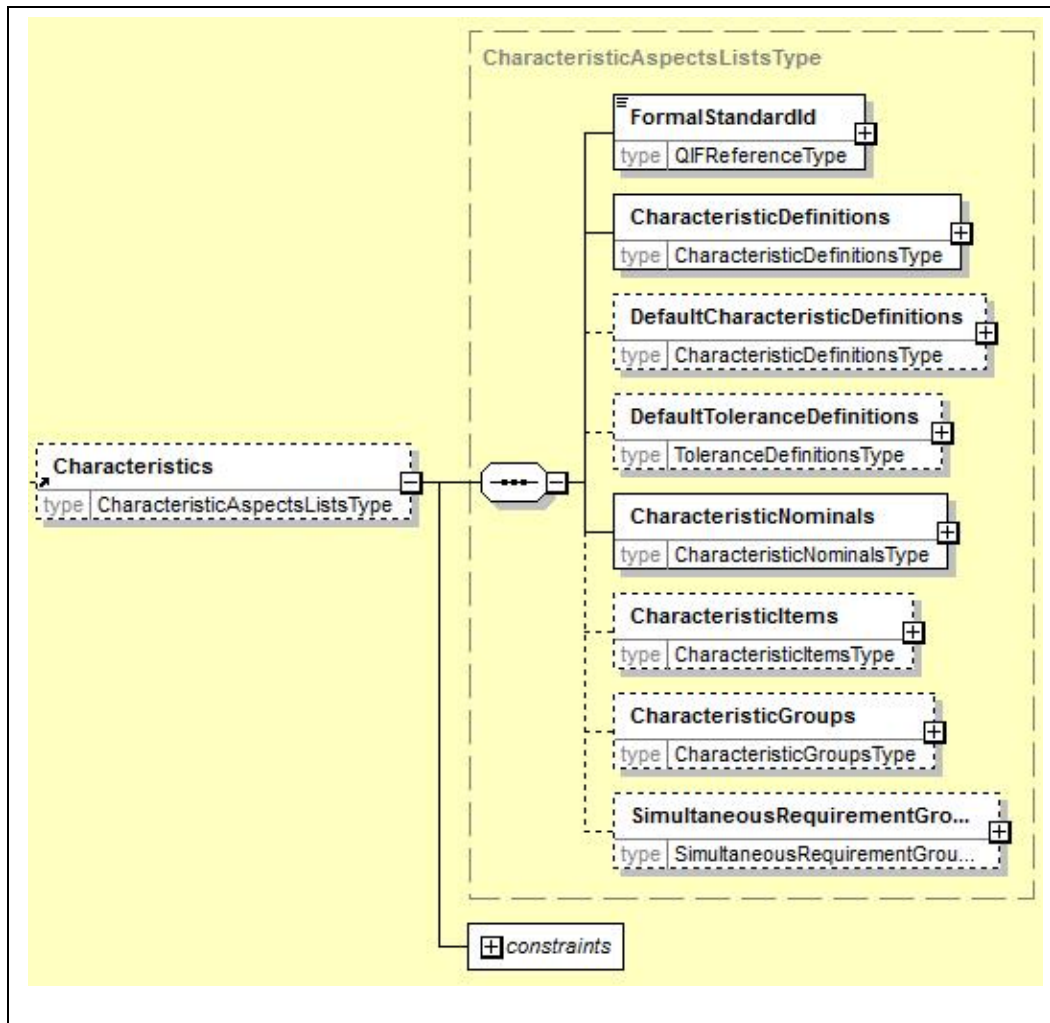 CharacteristicAspectsListsType
FormalStandardId
type QIFReferenceType
CharacteristicDefinitions
type CharacteristicDefinitionsType
DefaultCharacteristicDefinitions
type CharacteristicDefinitionsType
DefaultToleranceDefinitions
type ToleranceDefinitionsType
Characteristics
type CharacteristicAspectsListsType
CharacteristicNominals
type CharacteristicNominalsType
CharacteristicItems
type CharacteristicItemsType
CharacteristicGroups
type CharacteristicGroupsType
SimultaneousRequirementGro...
type SimultaneousRequirementGrou...
constraints